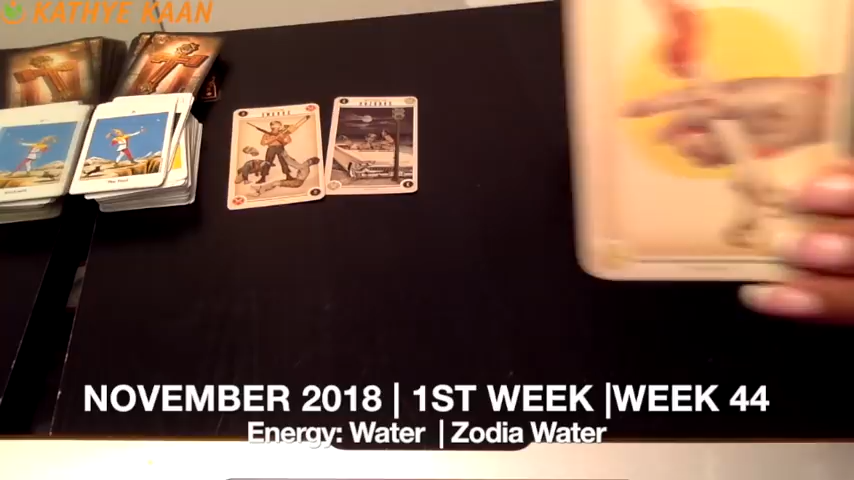 KATHYE KAAN
NOVEMBER 2018 | 1ST WEEK |WEEK 44
Energy: Water | Zodia Water